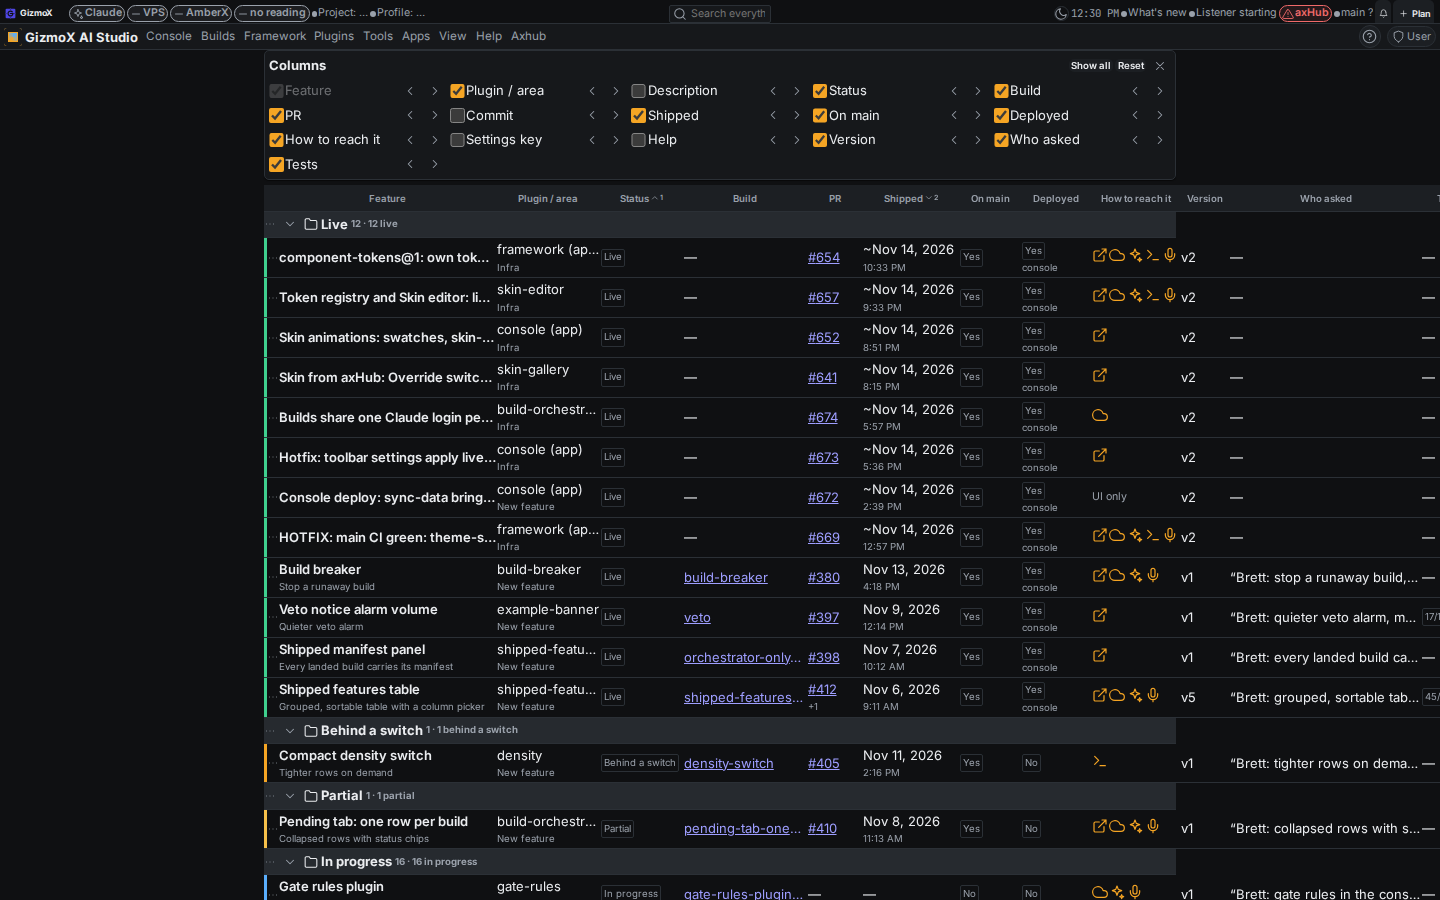 GizmoX Claude VPS AmberX no reading Project: ... Profile: ... Search everyth 12:30 PM What's new Listener starting axHub main ? + Plan
GizmoX AI Studio Console Builds Framework Plugins Tools Apps View Help Axhub User
Columns Show all Reset
Feature Plugin / area Description Status Build
PR Commit Shipped On main Deployed
How to reach it Settings key Help Version Who asked
Tests
Feature Plugin / area Status 1 Build PR Shipped 2 On main Deployed How to reach it Version Who asked
Live 12 · 12 live
component-tokens@1: own tok... framework (ap... Infra Live — #654 ~Nov 14, 2026 10:33 PM Yes Yes console v2 — —
Token registry and Skin editor: li... skin-editor Infra Live — #657 ~Nov 14, 2026 9:33 PM Yes Yes console v2 — —
Skin animations: swatches, skin-... console (app) Infra Live — #652 ~Nov 14, 2026 8:51 PM Yes Yes console v2 — —
Skin from axHub: Override switc... skin-gallery Infra Live — #641 ~Nov 14, 2026 8:15 PM Yes Yes console v2 — —
Builds share one Claude login pe... build-orchestr... Infra Live — #674 ~Nov 14, 2026 5:57 PM Yes Yes console v2 — —
Hotfix: toolbar settings apply live... console (app) Infra Live — #673 ~Nov 14, 2026 5:36 PM Yes Yes console v2 — —
Console deploy: sync-data bring... console (app) New feature Live — #672 ~Nov 14, 2026 2:39 PM Yes Yes console UI only v2 — —
HOTFIX: main CI green: theme-s... framework (ap... Infra Live — #669 ~Nov 14, 2026 12:57 PM Yes Yes console v2 — —
Build breaker Stop a runaway build build-breaker New feature Live build-breaker #380 Nov 13, 2026 4:18 PM Yes Yes console v1 “Brett: stop a runaway build,... —
Veto notice alarm volume Quieter veto alarm example-banner New feature Live veto #397 Nov 9, 2026 12:14 PM Yes Yes console v1 “Brett: quieter veto alarm, m... 17/1
Shipped manifest panel Every landed build carries its manifest shipped-featu... New feature Live orchestrator-only... #398 Nov 7, 2026 10:12 AM Yes Yes console v1 “Brett: every landed build ca... —
Shipped features table Grouped, sortable table with a column picker shipped-featu... New feature Live shipped-features... #412 +1 Nov 6, 2026 9:11 AM Yes Yes console v5 “Brett: grouped, sortable tab... 45/
Behind a switch 1 · 1 behind a switch
Compact density switch Tighter rows on demand density New feature Behind a switch density-switch #405 Nov 11, 2026 2:16 PM Yes No v1 “Brett: tighter rows on dema... —
Partial 1 · 1 partial
Pending tab: one row per build Collapsed rows with status chips build-orchestr... New feature Partial pending-tab-one... #410 Nov 8, 2026 11:13 AM Yes No v1 “Brett: collapsed rows with s... —
In progress 16 · 16 in progress
Gate rules plugin gate-rules In progress gate-rules-plugin... — — No No v1 “Brett: gate rules in the cons... —